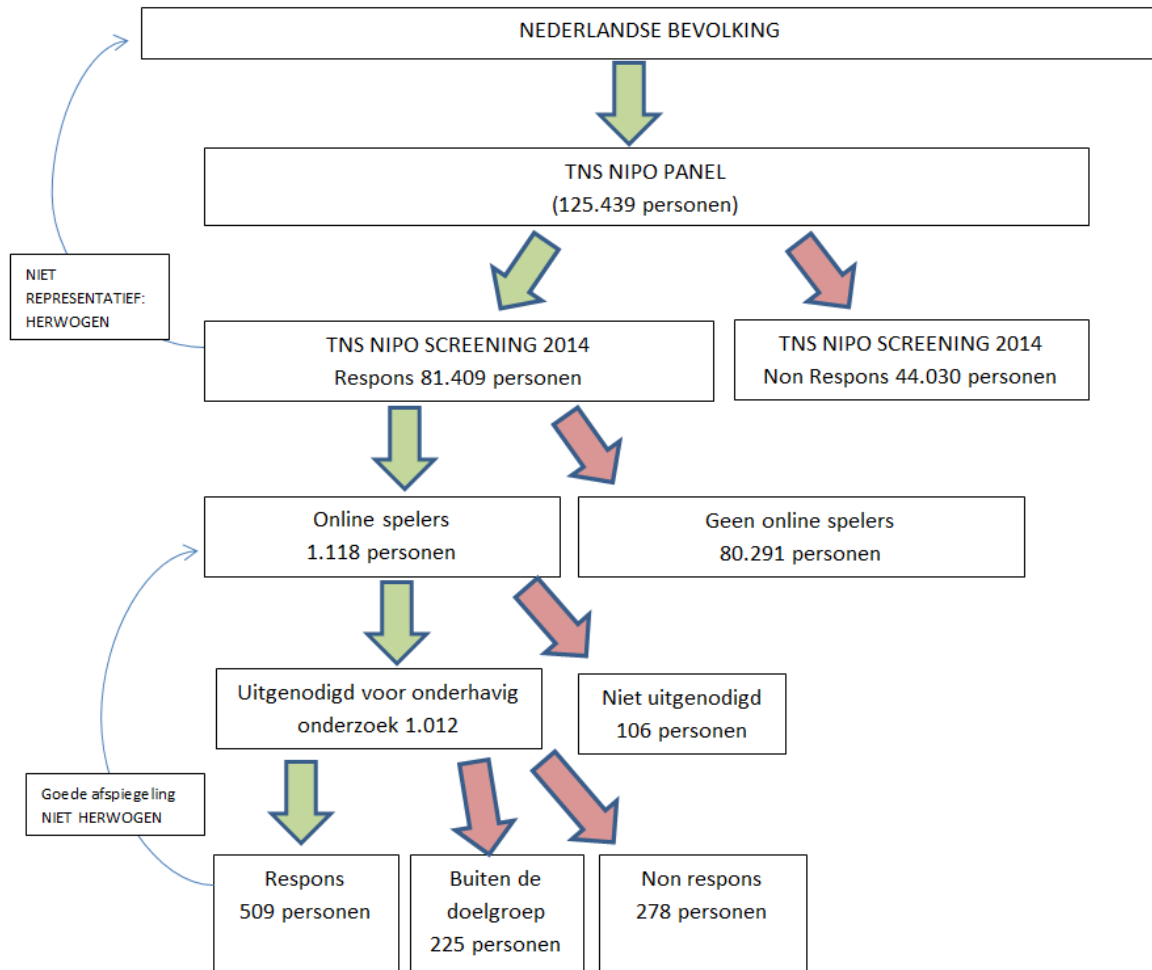 NEDERLANDSE BEVOLKING
TNS NIPO PANEL
(125.439 personen)
NIET
REPRESENTATIEF:
HERWOGEN
TNS NIPO SCREENING 2014
Respons 81.409 personen
TNS NIPO SCREENING 2014
Non Respons 44.030 personen
Online spelers
1.118 personen
Geen online spelers
80.291 personen
Uitgenodigd voor onderhavig
onderzoek 1.012
Niet uitgenodigd
106 personen
Goede afspiegeling
NIET HERWOGEN
Respons
509 personen
Buiten de
doelgroep
225 personen
Non respons
278 personen